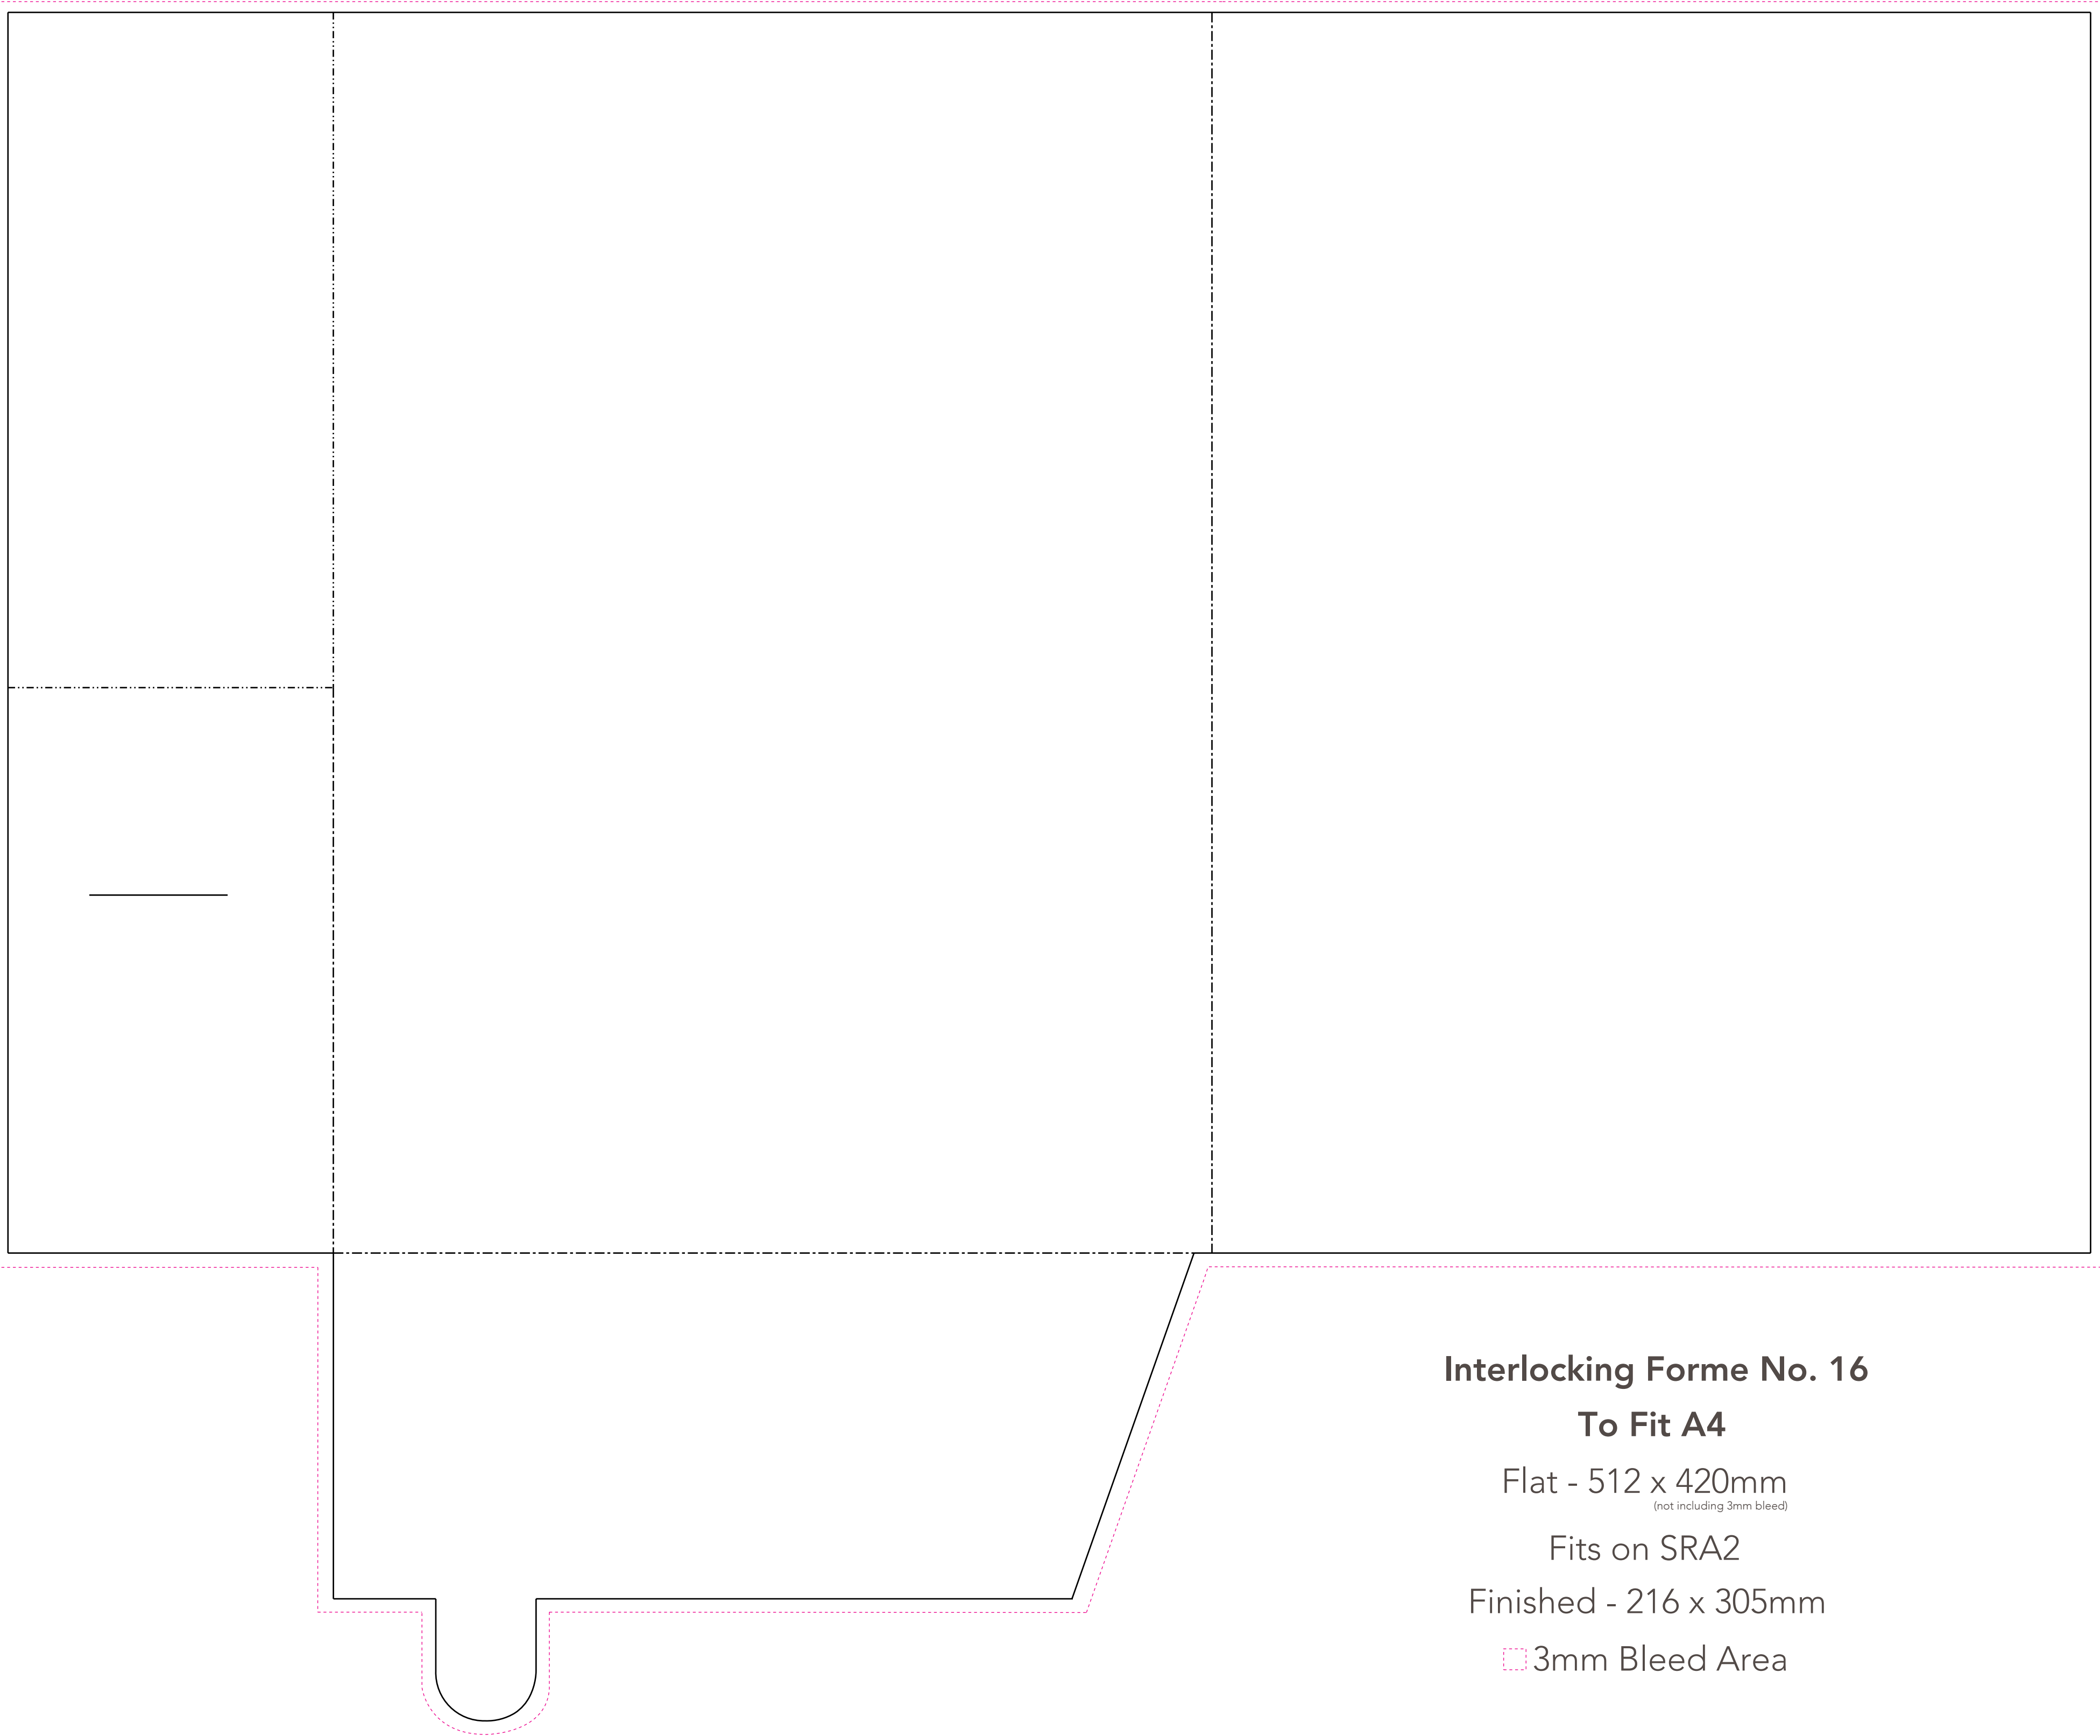 Interlocking Forme No. 16
To Fit A4
Flat - 512 x 420mm
(not including 3mm bleed)
Fits on SRA2
Finished - 216 x 305mm
3mm Bleed Area